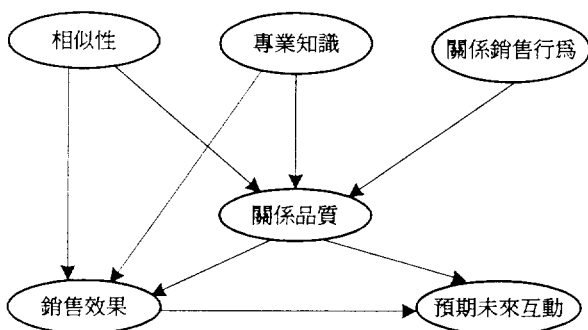 相似性
專業知識
關係銷售行爲
關係品質
銷售效果
預期未來互動